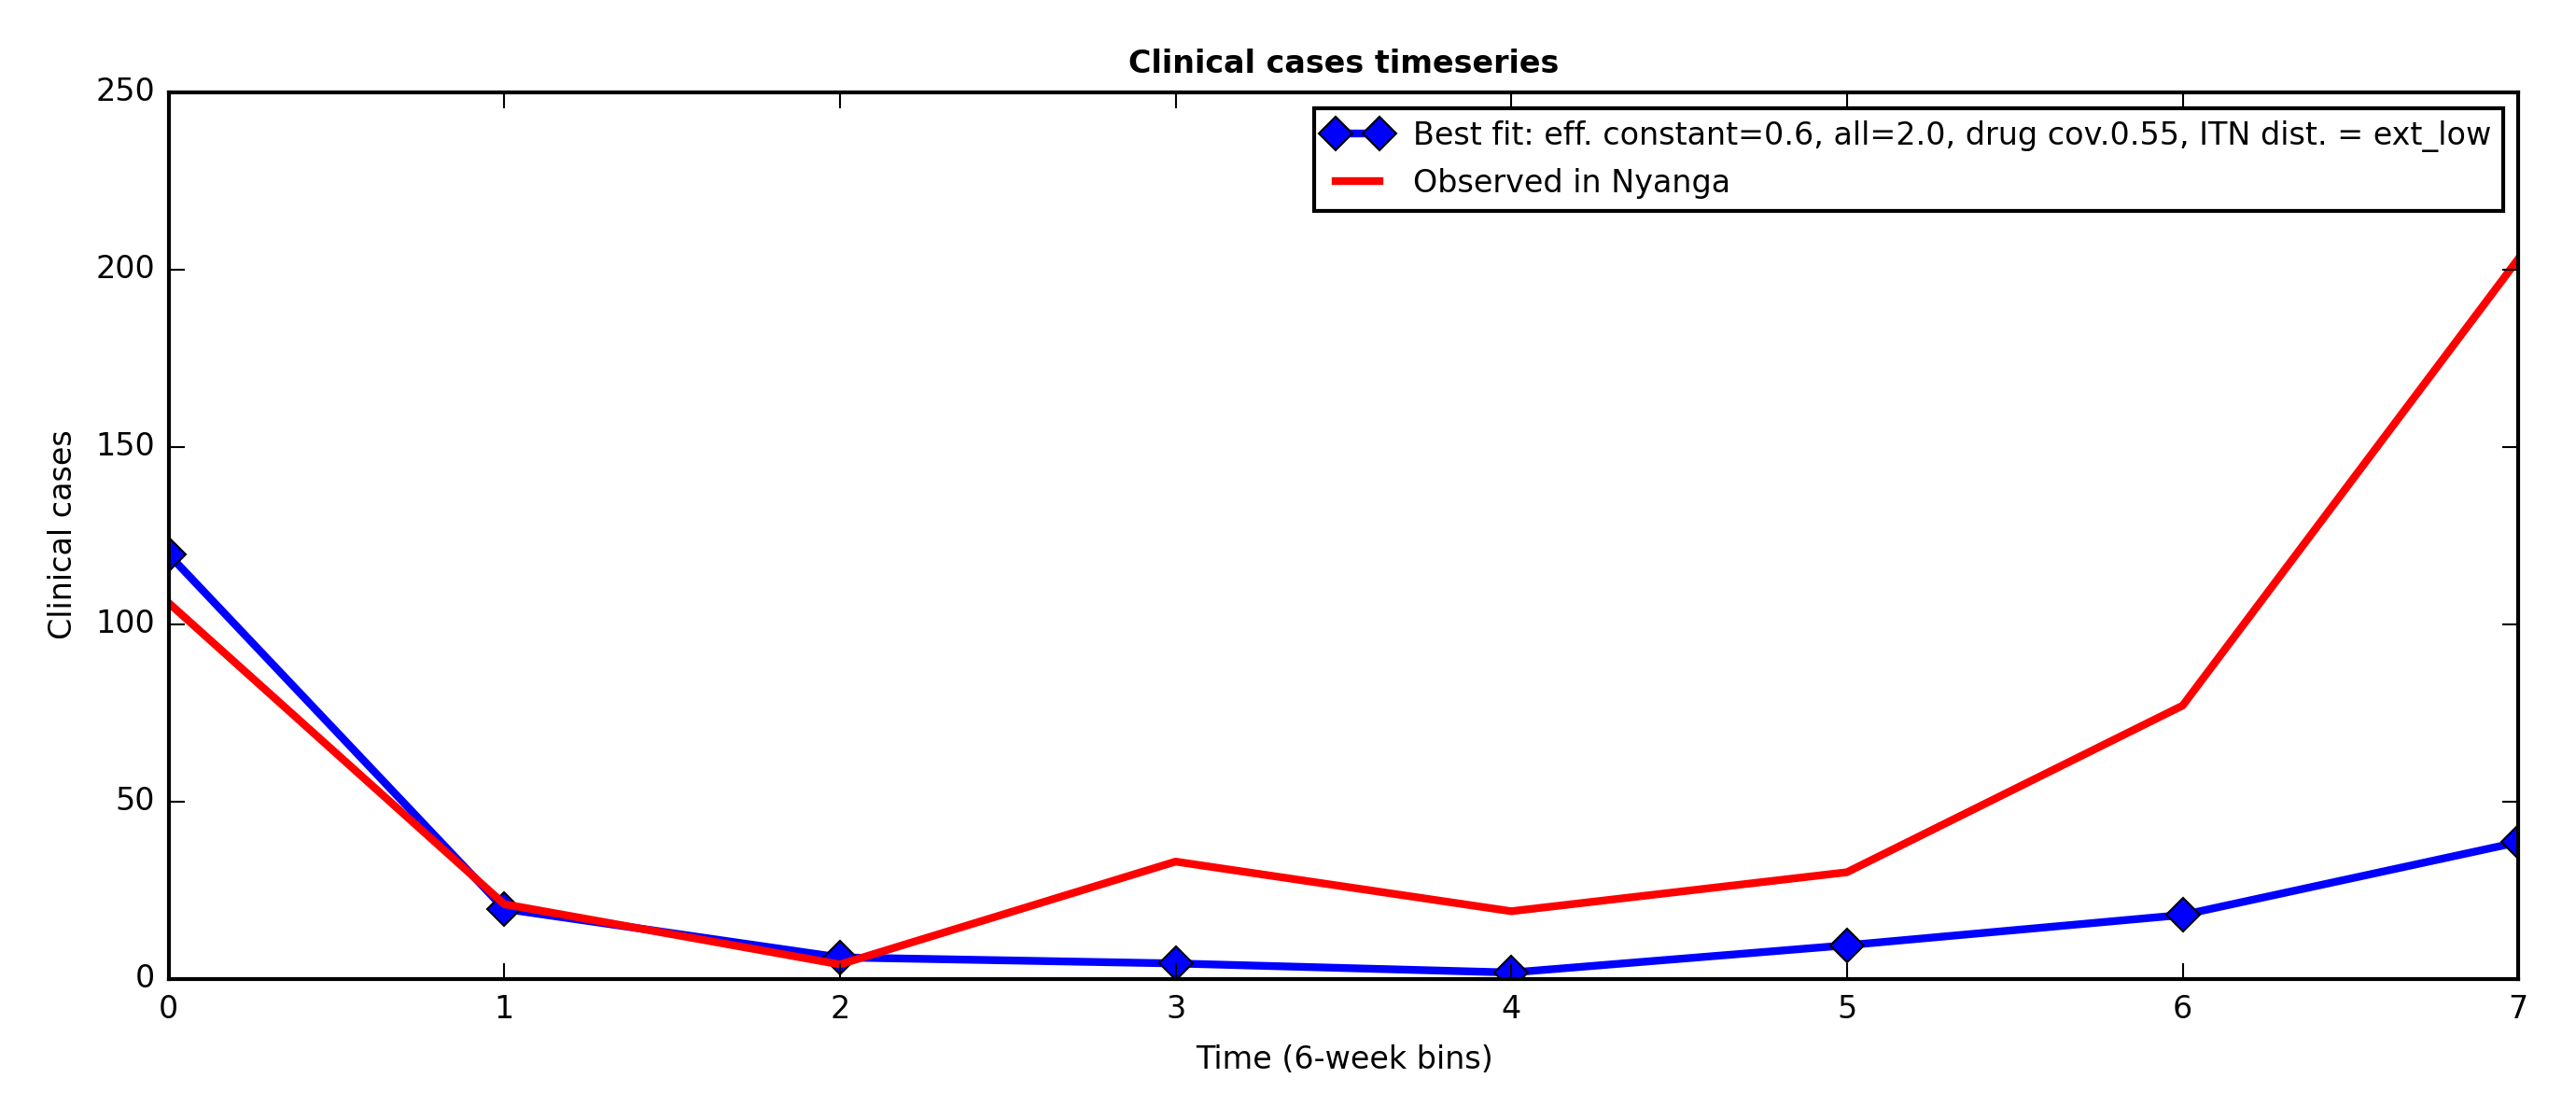 Clinical cases timeseries
250
200
150
100
50
0
Clinical cases
Best fit: eff. constant=0.6, all=2.0, drug cov.0.55, ITN dist. = ext_low
Observed in Nyanga
0 1 2 3 4 5 6 7
Time (6-week bins)